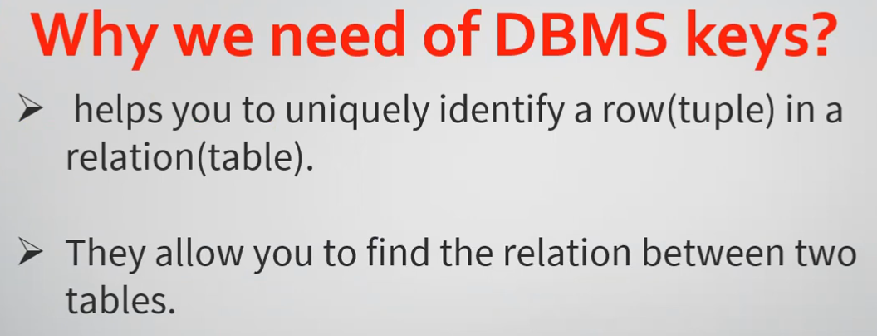 Why we need of DBMS keys?
➢ helps you to uniquely identify a row(tuple) in a
relation(table).
➢ They allow you to find the relation between two
tables.